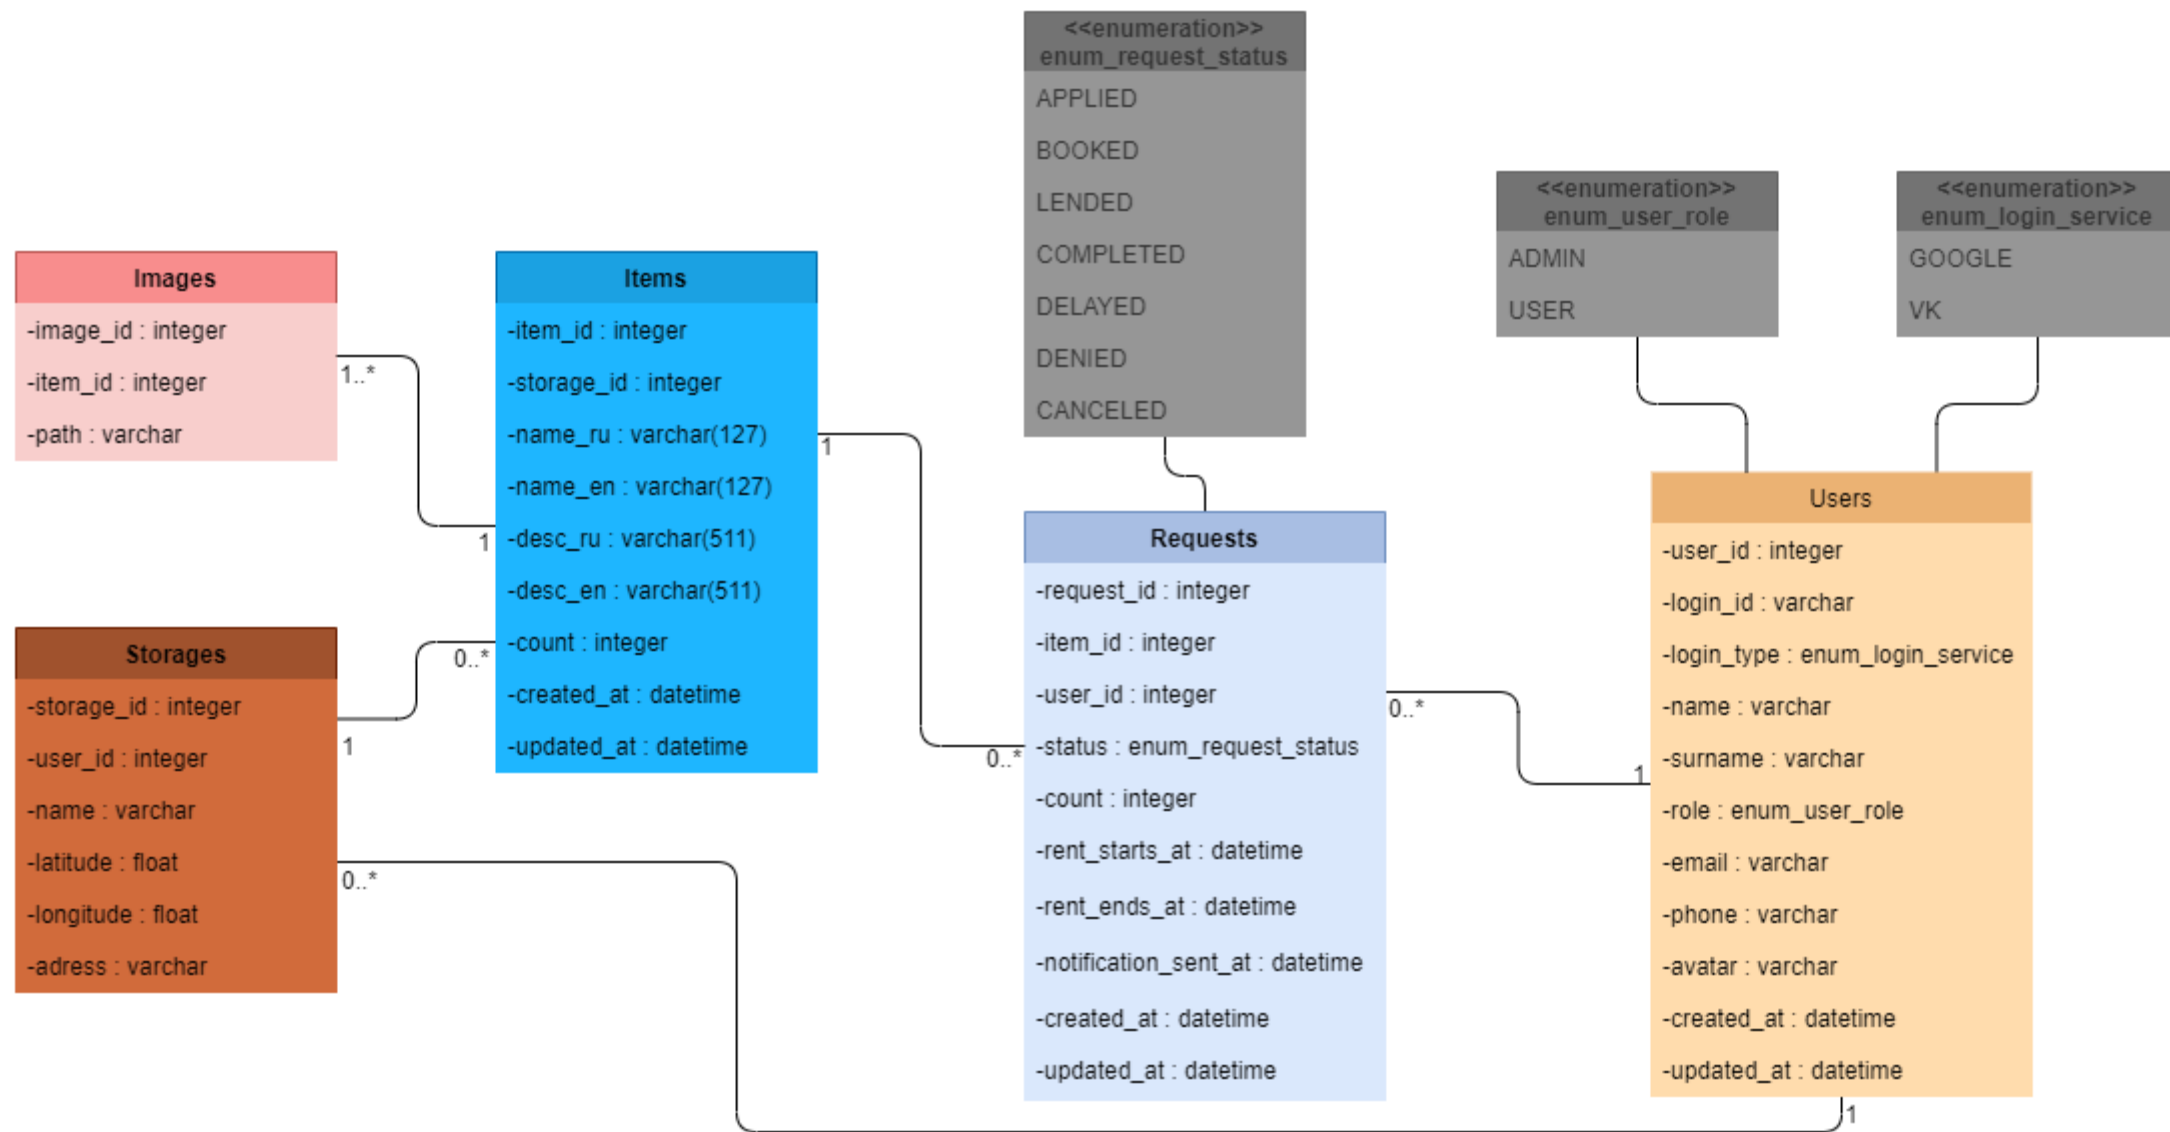 <<enumeration>>
enum_request_status
APPLIED
BOOKED
LENDED
COMPLETED
DELAYED
DENIED
CANCELED
<<enumeration>>
enum_user_role
ADMIN
USER
<<enumeration>>
enum_login_service
GOOGLE
VK
Images
-image_id : integer
-item_id : integer
-path : varchar
1..*
1
Items
-item_id : integer
-storage_id : integer
-name_ru : varchar(127)
-name_en : varchar(127)
-desc_ru : varchar(511)
-desc_en : varchar(511)
-count : integer
-created_at : datetime
-updated_at : datetime
1
0..*
0..*
1
Storages
-storage_id : integer
-user_id : integer
-name : varchar
-latitude : float
-longitude : float
-adress : varchar
0..*
Requests
-request_id : integer
-item_id : integer
-user_id : integer
-status : enum_request_status
-count : integer
-rent_starts_at : datetime
-rent_ends_at : datetime
-notification_sent_at : datetime
-created_at : datetime
-updated_at : datetime
0..*
1
Users
-user_id : integer
-login_id : varchar
-login_type : enum_login_service
-name : varchar
-surname : varchar
-role : enum_user_role
-email : varchar
-phone : varchar
-avatar : varchar
-created_at : datetime
-updated_at : datetime
1